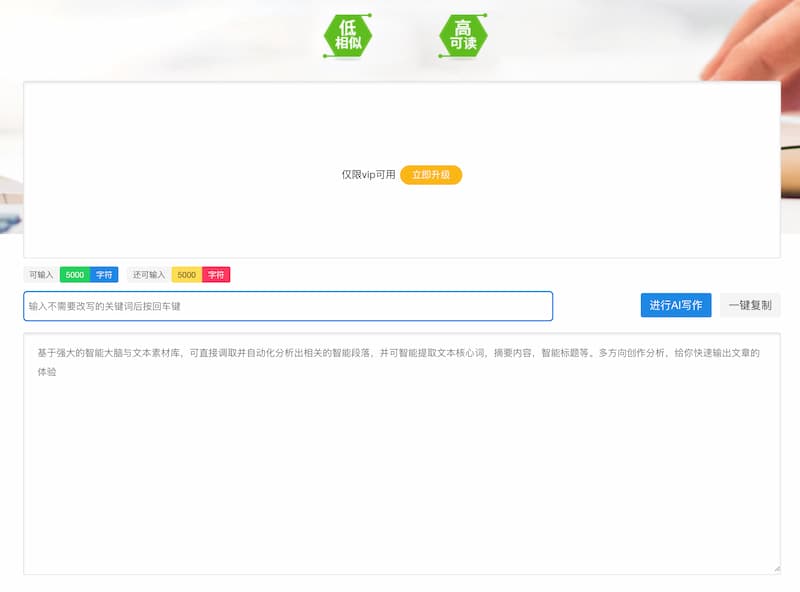 低
相似
高
可读
仅限vip可用 立即升级
可输入 5000 字符 还可输入 5000 字符
输入不需要改写的关键词后按回车键 进行AI写作 一键复制
基于强大的智能大脑与文本素材库，可直接调取并自动化分析出相关的智能段落，并可智能提取文本核心词，摘要内容，智能标题等。多方向创作分析，给你快速输出文章的
体验